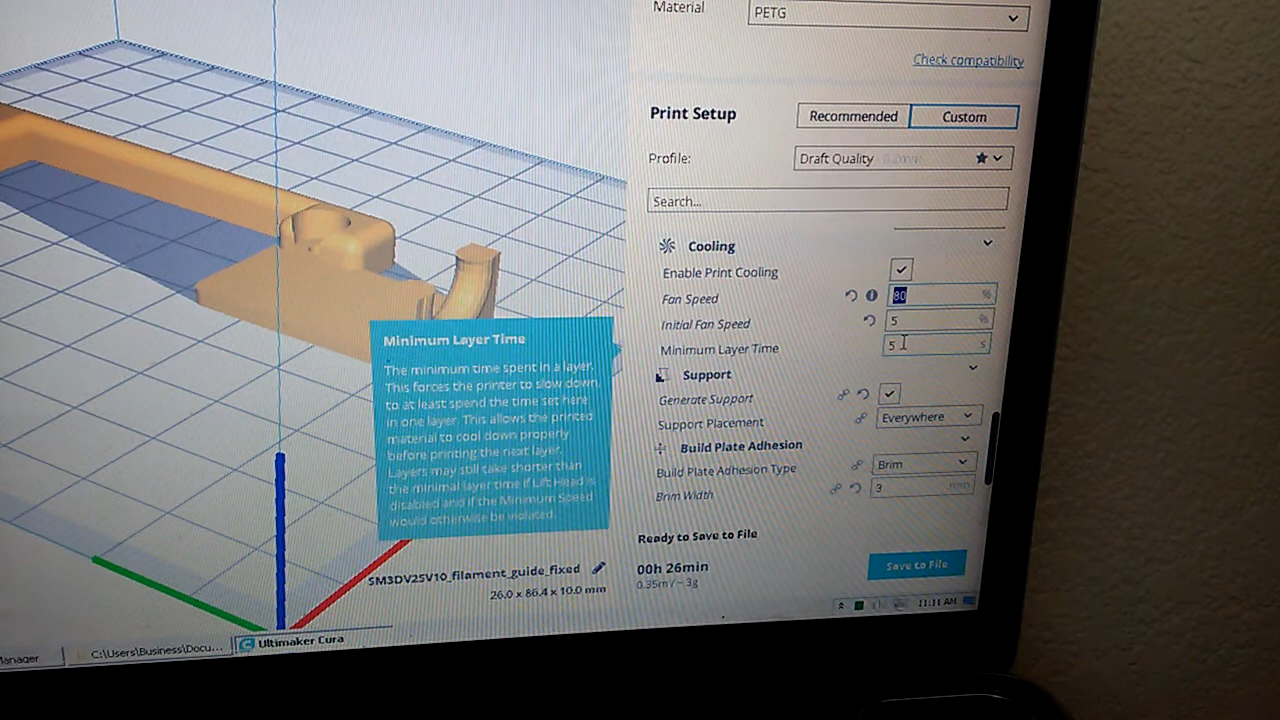 Material
PETG
Check compatibility
Print Setup
Recommended
Custom
Profile:
Draft Quality 0.2mm
Search...
Cooling
Enable Print Cooling
Fan Speed
80 %
Initial Fan Speed
5 %
Minimum Layer Time
5 s
Support
Generate Support
Support Placement
Everywhere
Build Plate Adhesion
Build Plate Adhesion Type
Brim
Brim Width
3 mm
Minimum Layer Time
The minimum time spent in a layer.
This forces the printer to slow down,
to at least spend the time set here
in one layer. This allows the printed
material to cool down properly
before printing the next layer.
Layers may still take shorter than
the minimal layer time if Lift Head is
disabled and if the Minimum Speed
would otherwise be violated.
Ready to Save to File
00h 26min
0.35m / ~ 3g
Save to File
SM3DV25V10_filament_guide_fixed
26.0 x 86.4 x 10.0 mm
11:11 AM
Manager
C:\Users\Business\Docu...
Ultimaker Cura